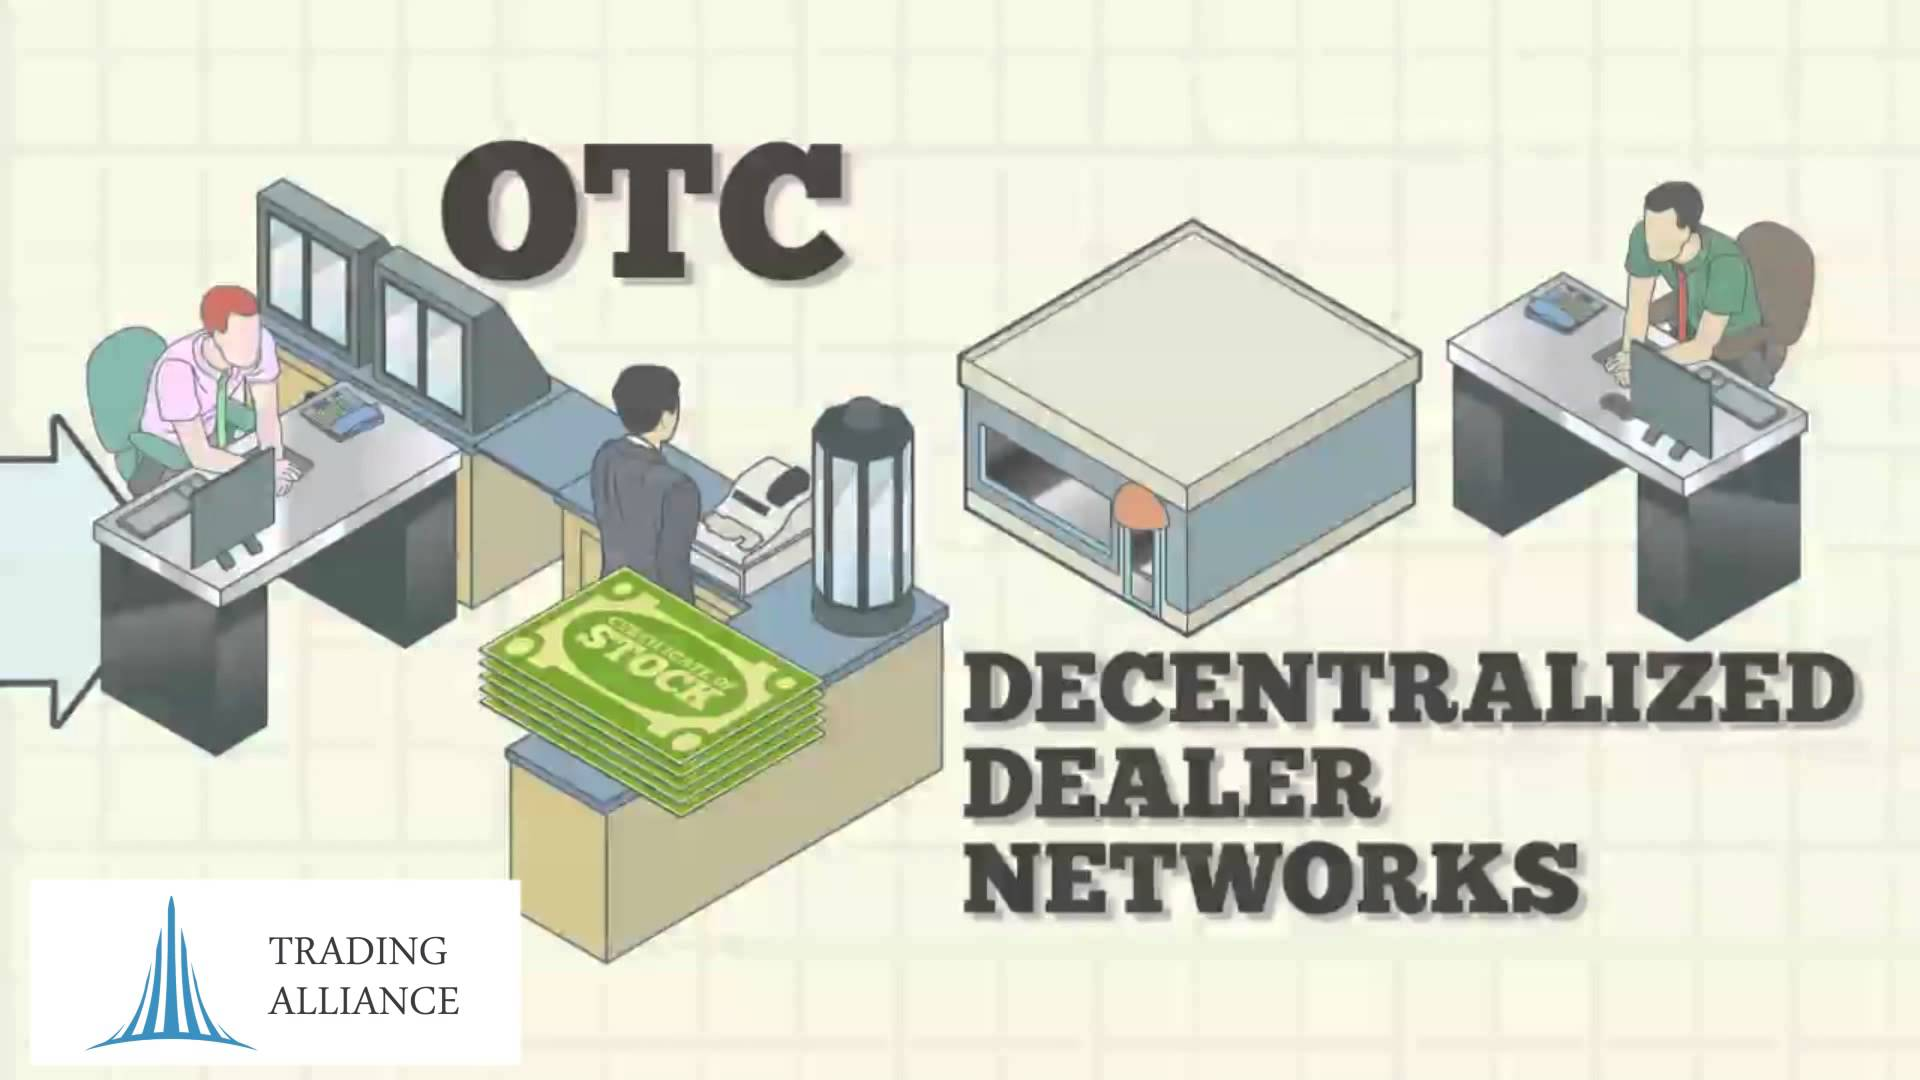 OTC
CERTIFICATE OF
STOCK
DECENTRALIZED
DEALER
NETWORKS
TRADING
ALLIANCE